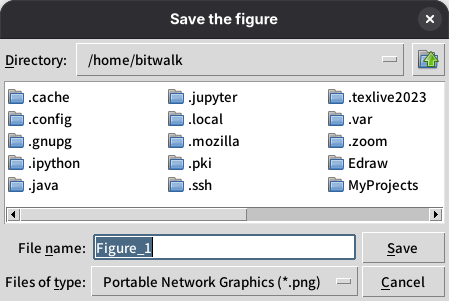 Save the figure
Directory: /home/bitwalk
.cache .jupyter .texlive2023
.config .local .var
.gnupg .mozilla .zoom
.ipython .pki Edraw
.java .ssh MyProjects
File name: Figure_1 Save
Files of type: Portable Network Graphics (*.png) Cancel